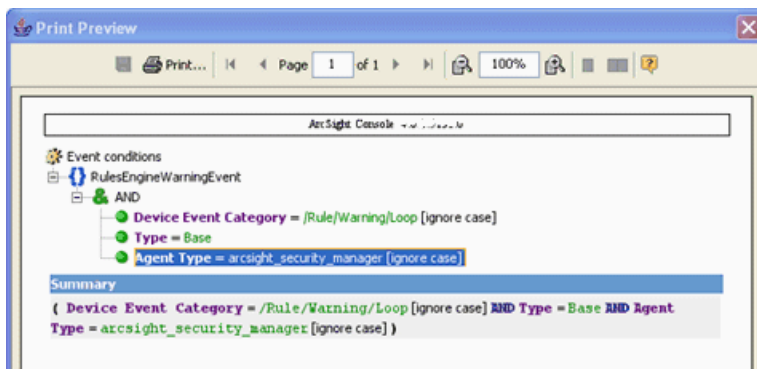 Print Preview
Print... Page 1 of 1 100%
ArcSight Console
Event conditions
RulesEngineWarningEvent
AND
Device Event Category = /Rule/Warning/Loop [ignore case]
Type = Base
Agent Type = arcsight_security_manager [ignore case]
Summary
( Device Event Category = /Rule/Warning/Loop [ignore case] AND Type = Base AND Agent
Type = arcsight_security_manager [ignore case] )